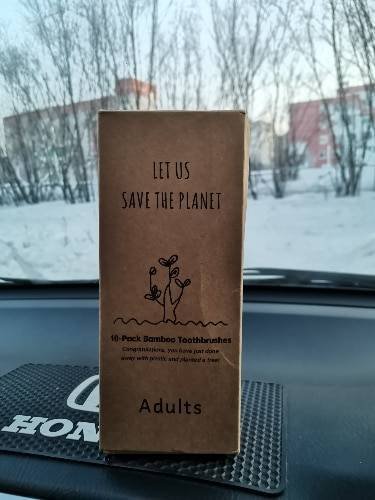 LET US
SAVE THE PLANET
10-Pack Bamboo Toothbrushes
Congratulations, you have just done
away with plastic and planted a tree!
Adults
HON